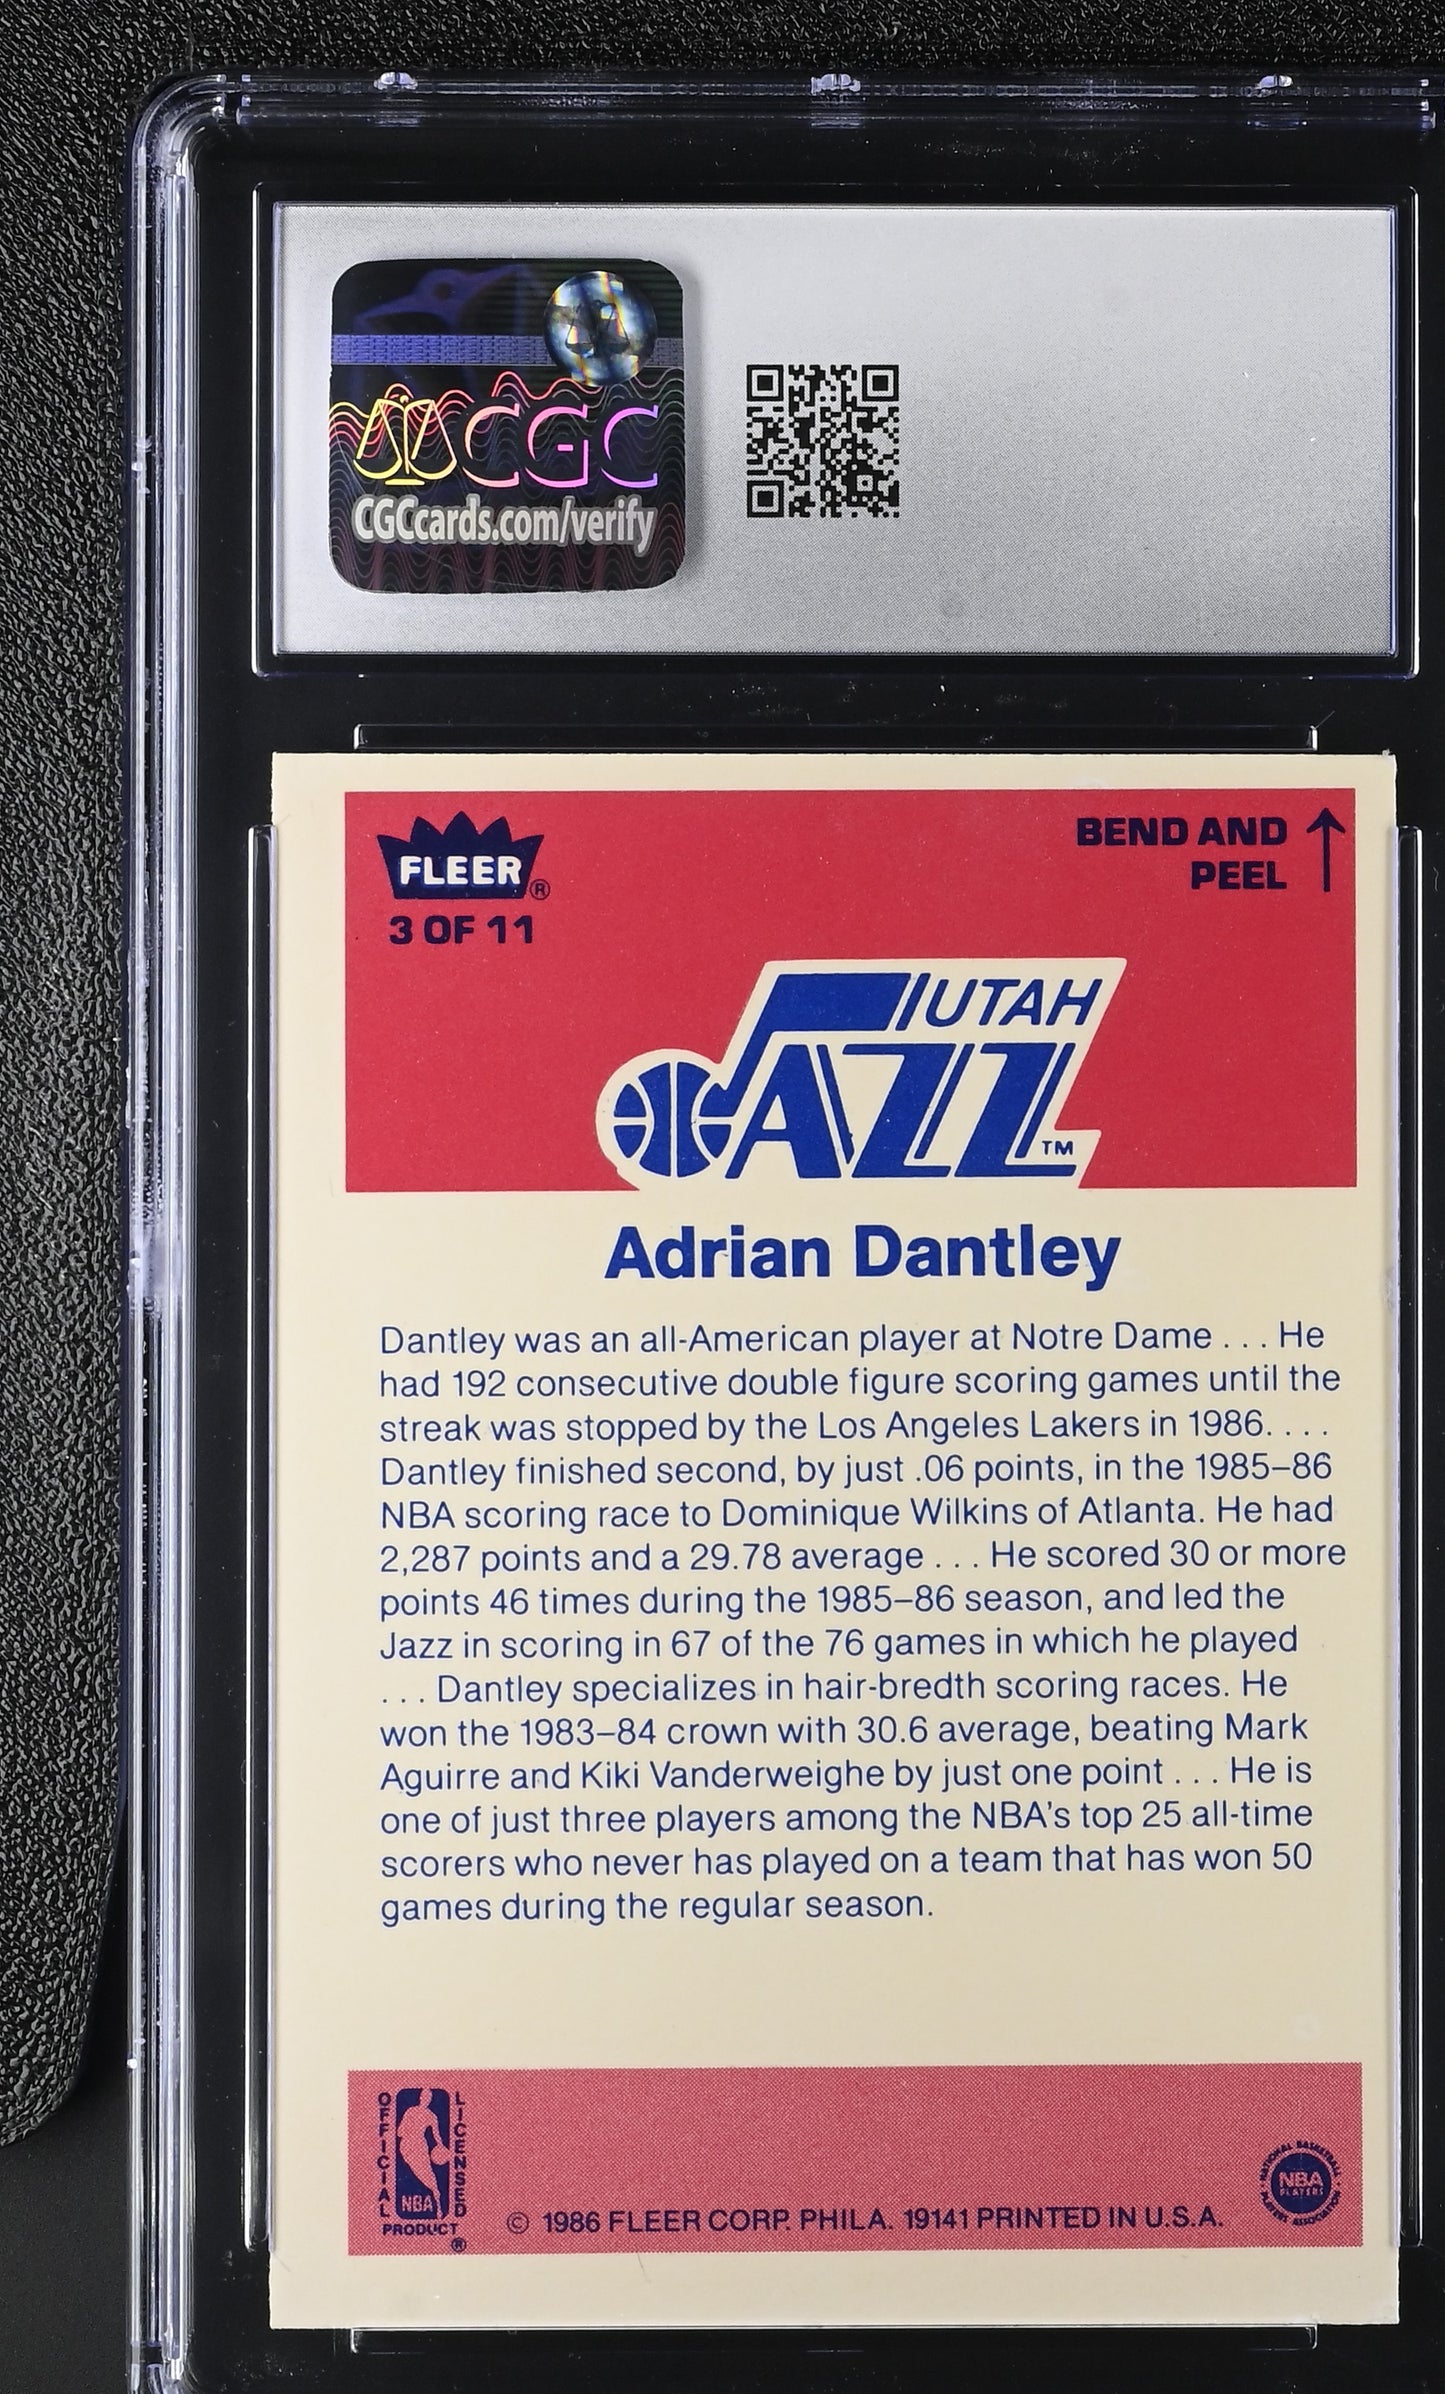 CGC
CGCcards.com/verify
FLEER®
3 OF 11
BEND AND
PEEL
UTAH
JAZZ™
Adrian Dantley
Dantley was an all-American player at Notre Dame . . . He
had 192 consecutive double figure scoring games until the
streak was stopped by the Los Angeles Lakers in 1986. . . .
Dantley finished second, by just .06 points, in the 1985–86
NBA scoring race to Dominique Wilkins of Atlanta. He had
2,287 points and a 29.78 average . . . He scored 30 or more
points 46 times during the 1985–86 season, and led the
Jazz in scoring in 67 of the 76 games in which he played
. . . Dantley specializes in hair-bredth scoring races. He
won the 1983–84 crown with 30.6 average, beating Mark
Aguirre and Kiki Vanderweighe by just one point . . . He is
one of just three players among the NBA's top 25 all-time
scorers who never has played on a team that has won 50
games during the regular season.
OFFICIAL
LICENSED
NBA
PRODUCT
®
© 1986 FLEER CORP. PHILA. 19141 PRINTED IN U.S.A.
NATIONAL BASKETBALL
NBA
PLAYERS
PLAYERS ASSOCIATION